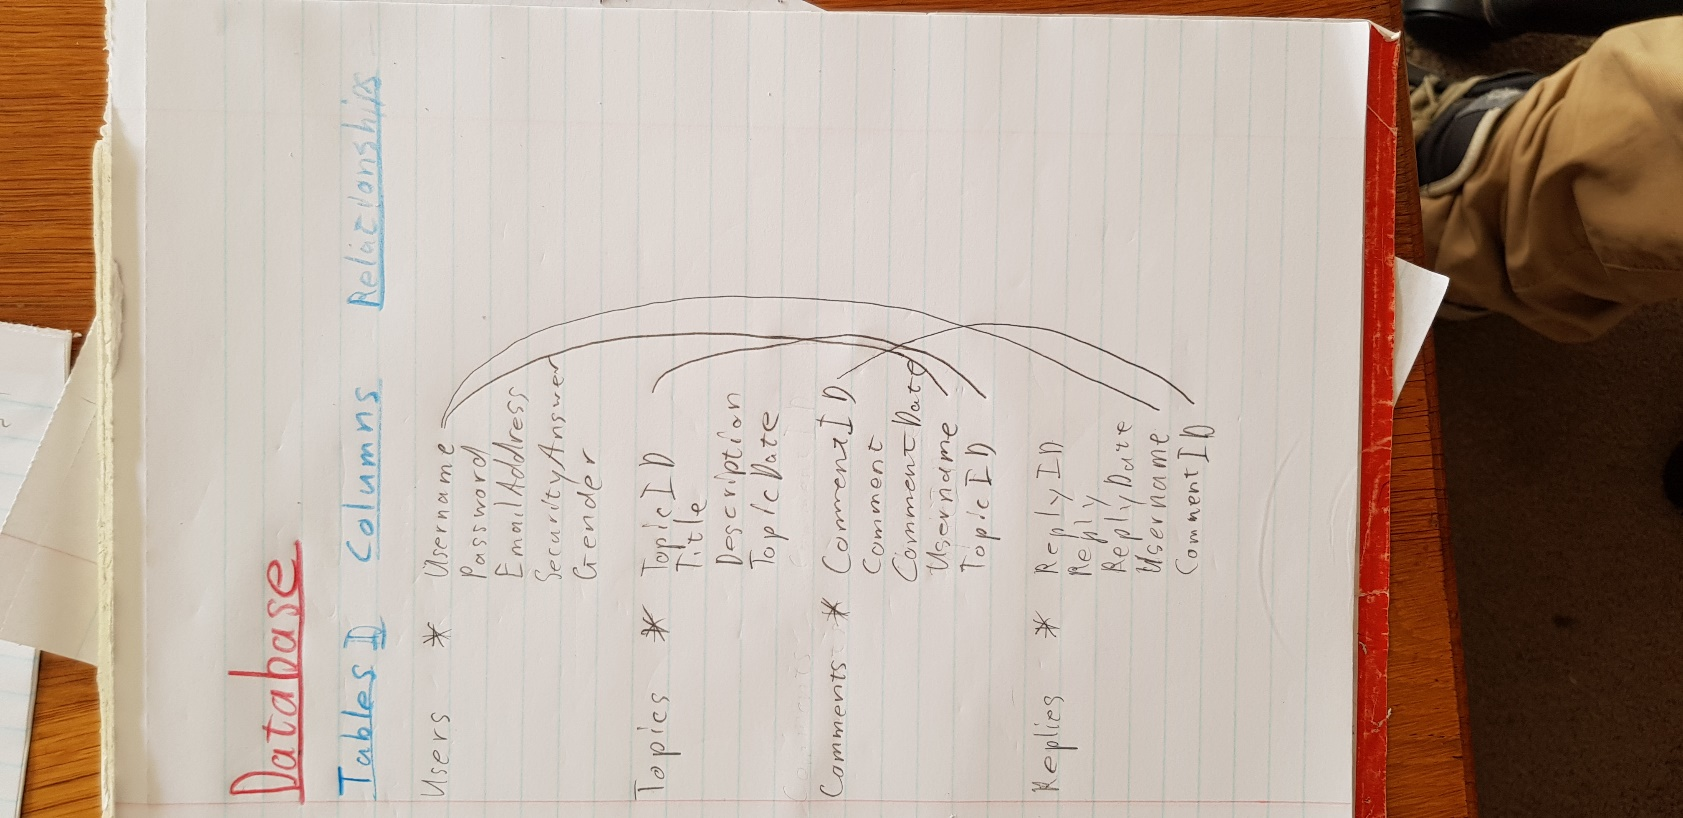 Database
Tables ID Columns Relationships
Users * Username
Password
EmailAddress
SecurityAnswer
Gender
Topics * TopicID
Title
Description
TopicDate
Comments * CommentID
Comment
CommentDate
Username
TopicID
Replies * ReplyID
Reply
ReplyDate
Username
CommentID